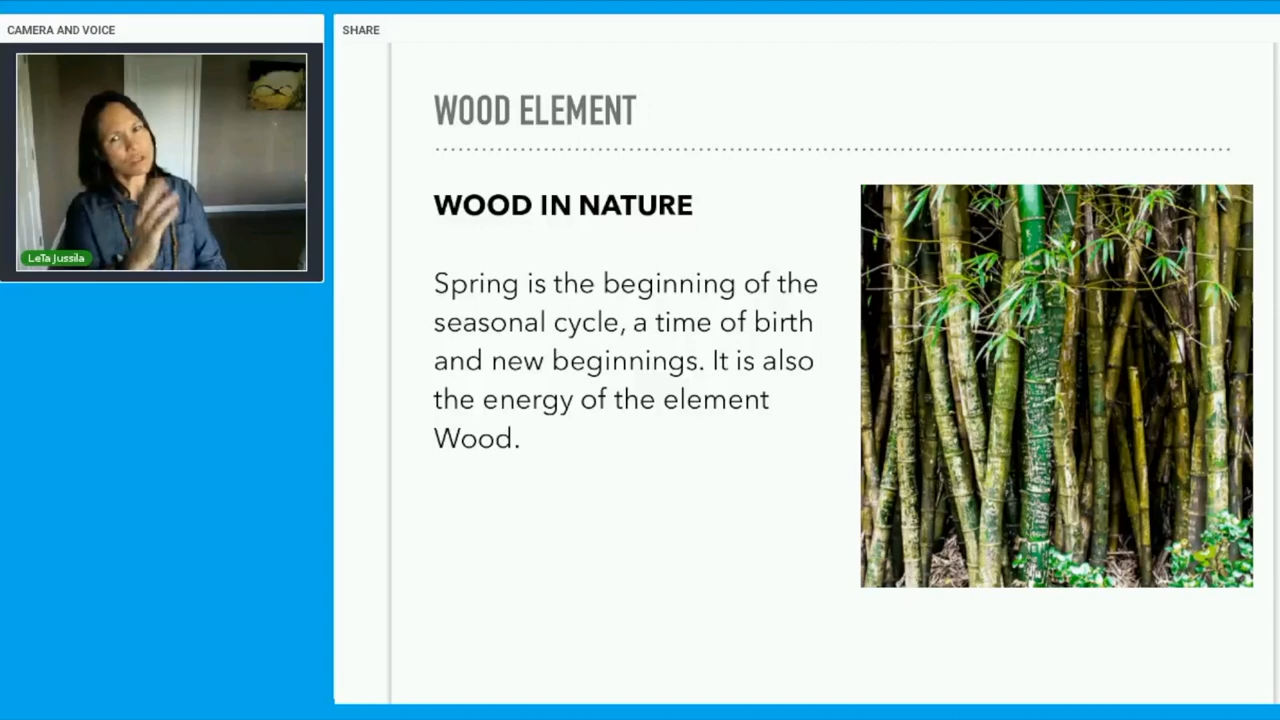 CAMERA AND VOICE
LeTa Jussila
SHARE
WOOD ELEMENT
WOOD IN NATURE
Spring is the beginning of the
seasonal cycle, a time of birth
and new beginnings. It is also
the energy of the element
Wood.